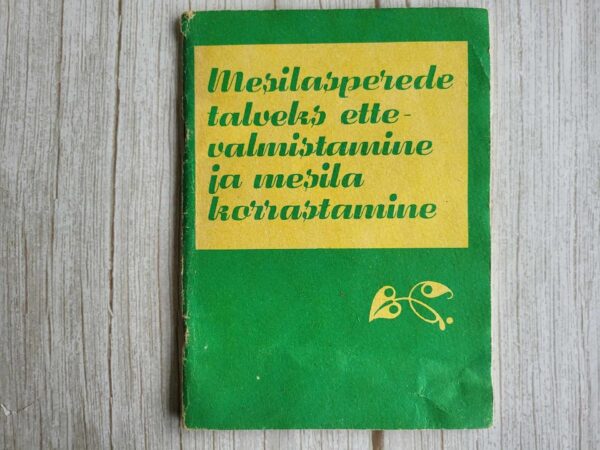 Mesilasperede
talveks ette-
valmistamine
ja mesila
korrastamine